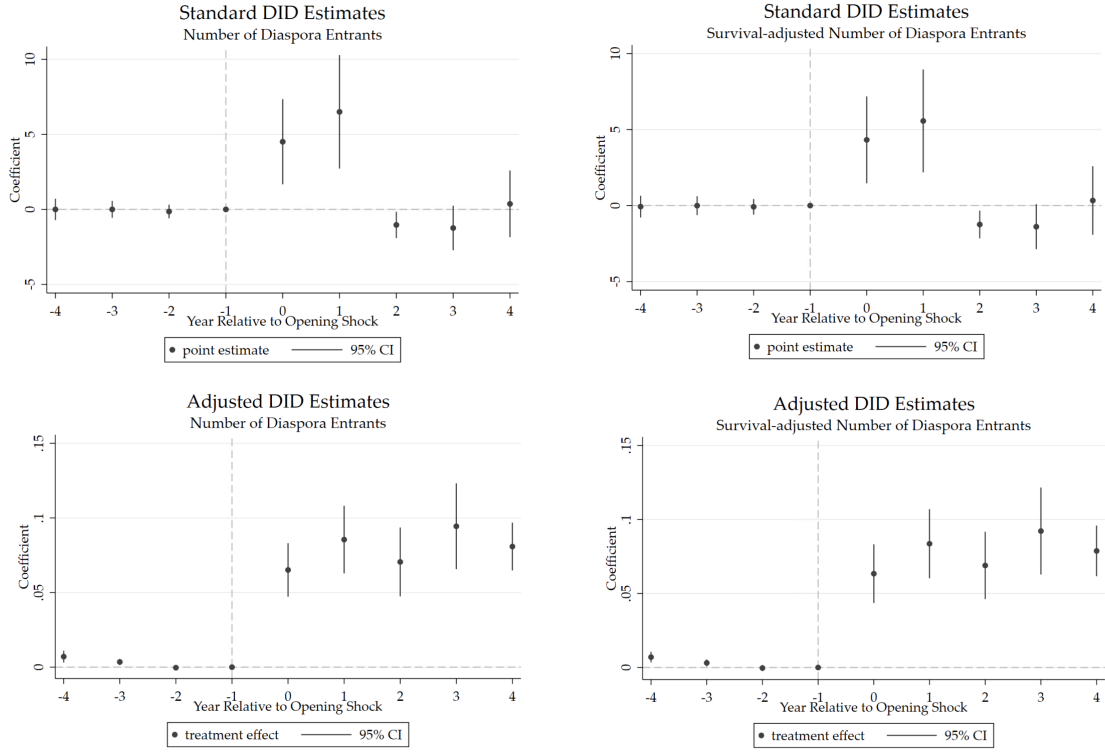 Standard DID Estimates
Number of Diaspora Entrants
10
5
0
-5
Coefficient
-4 -3 -2 -1 0 1 2 3 4
Year Relative to Opening Shock
point estimate 95% CI
Standard DID Estimates
Survival-adjusted Number of Diaspora Entrants
10
5
0
-5
Coefficient
-4 -3 -2 -1 0 1 2 3 4
Year Relative to Opening Shock
point estimate 95% CI
Adjusted DID Estimates
Number of Diaspora Entrants
.15
.1
.05
0
Coefficient
-4 -3 -2 -1 0 1 2 3 4
Year Relative to Opening Shock
treatment effect 95% CI
Adjusted DID Estimates
Survival-adjusted Number of Diaspora Entrants
.15
.1
.05
0
Coefficient
-4 -3 -2 -1 0 1 2 3 4
Year Relative to Opening Shock
treatment effect 95% CI